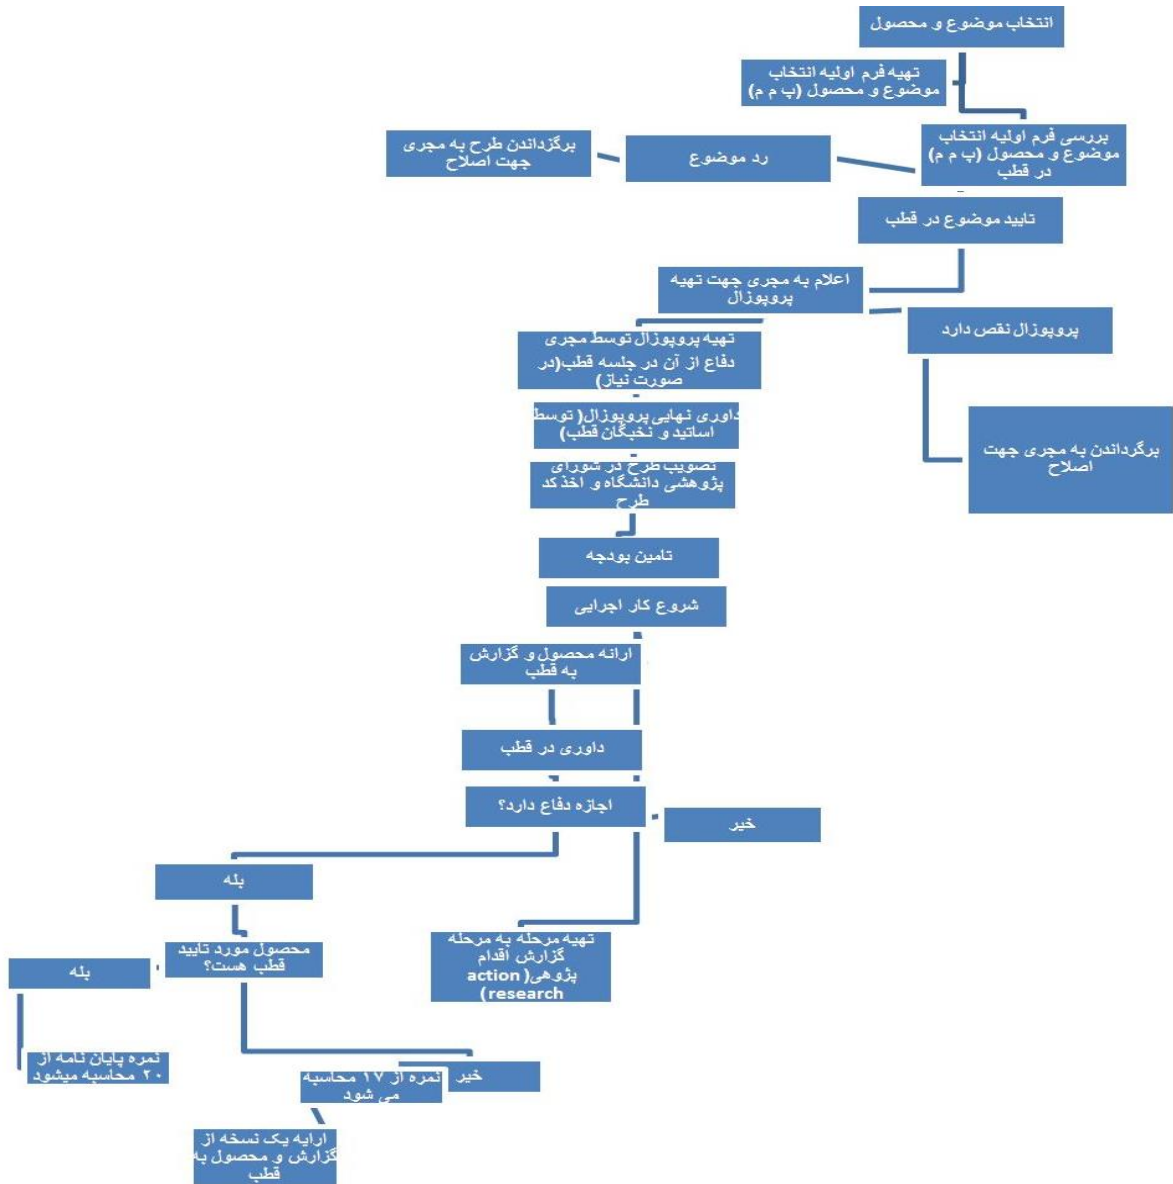 انتخاب موضوع و محصول
تهیه فرم اولیه انتخاب
موضوع و محصول (پ م م)
بررسی فرم اولیه انتخاب
موضوع و محصول (پ م م)
در قطب
رد موضوع
برگزداندن طرح به مجری
جهت اصلاح
تایید موضوع در قطب
اعلام به مجری جهت تهیه
پروپوزال
پروپوزال نقص دارد
برگرداندن به مجری جهت
اصلاح
تهیه پروپوزال توسط مجری
دفاع از آن در جلسه قطب(در
صورت نیاز)
داوری نهایی پروپوزال( توسط
اساتید و نخبگان قطب)
تصویب طرح در شورای
پژوهشی دانشگاه و اخذ کد
طرح
تامین بودجه
شروع کار اجرایی
ارائه محصول و گزارش
به قطب
داوری در قطب
اجازه دفاع دارد؟
خیر
بله
تهیه مرحله به مرحله
گزارش اقدام
پژوهی( action
research)
محصول مورد تایید
قطب هست؟
بله
نمره پایان نامه از
۲۰ محاسبه میشود
خیر
نمره از ۱۷ محاسبه
می شود
ارایه یک نسخه از
گزارش و محصول به
قطب